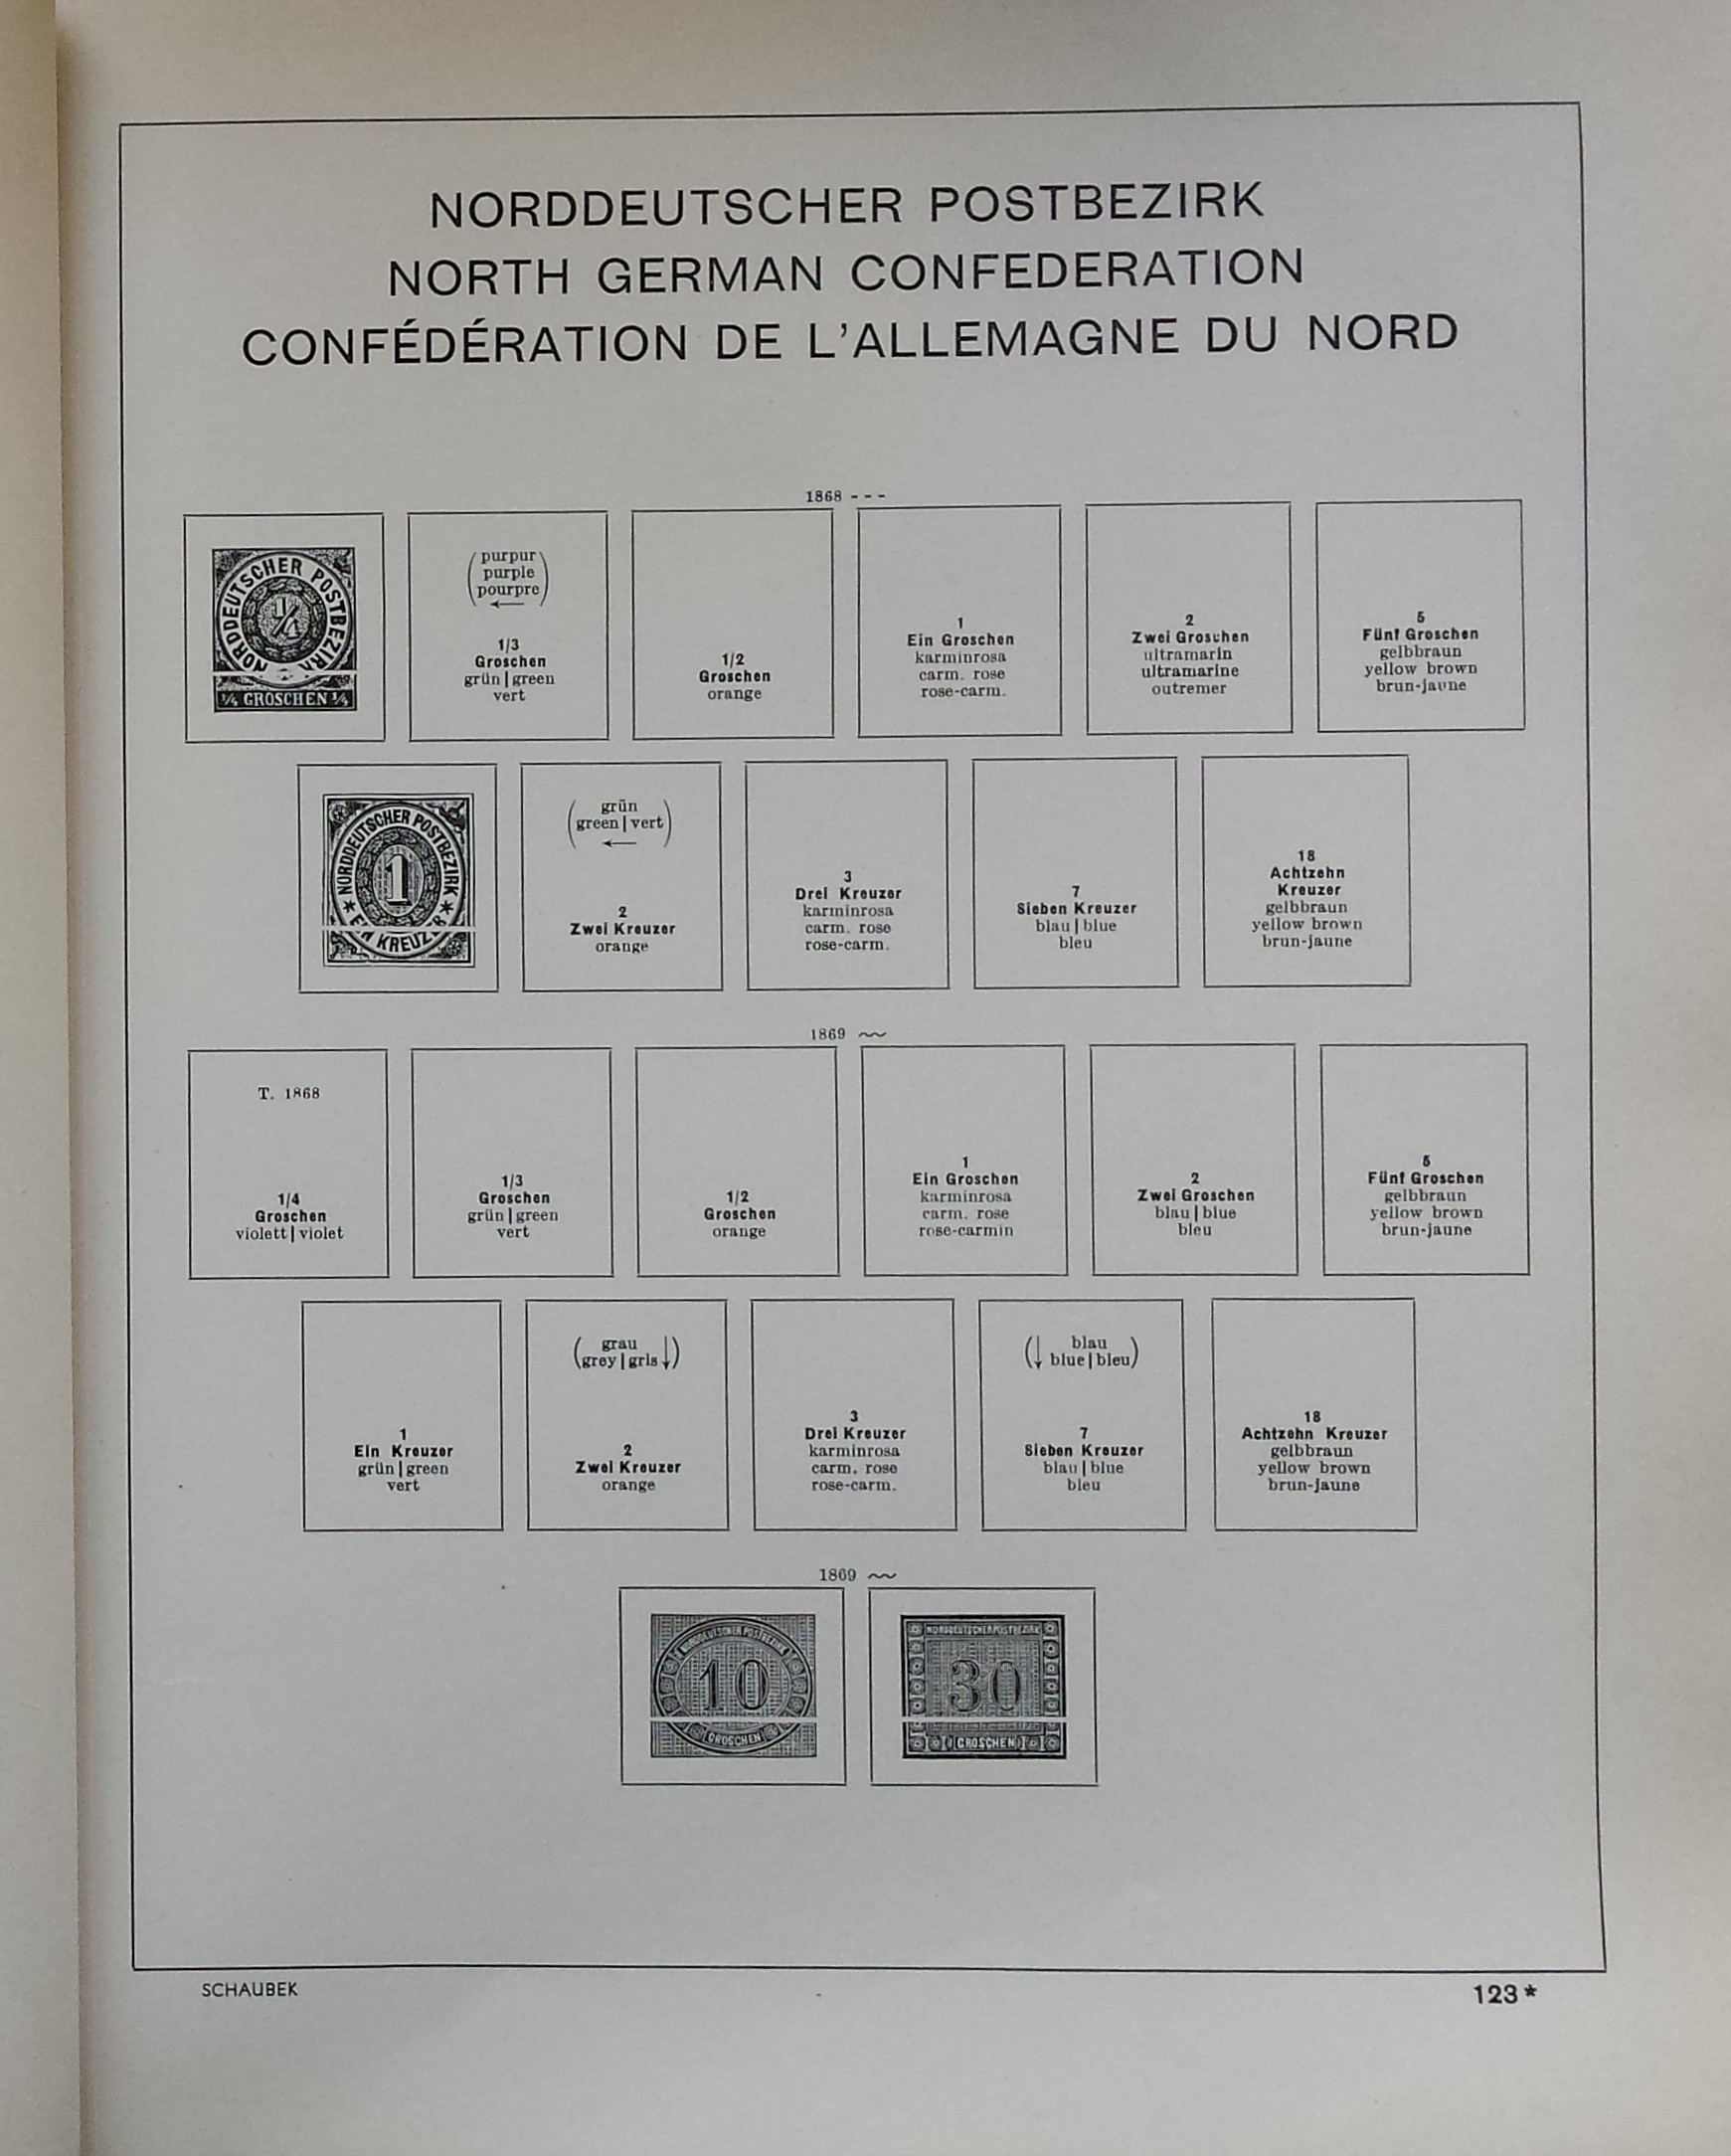 NORDDEUTSCHER POSTBEZIRK
NORTH GERMAN CONFEDERATION
CONFÉDÉRATION DE L'ALLEMAGNE DU NORD
1868 - - -
NORDDEUTSCHER POSTBEZIRK
1/4
1/4 GROSCHEN 1/4
(purpur
purple
pourpre)
←
1/3
Groschen
grün | green
vert
1/2
Groschen
orange
1
Ein Groschen
karminrosa
carm. rose
rose-carm.
2
Zwei Groschen
ultramarin
ultramarine
outremer
5
Fünf Groschen
gelbbraun
yellow brown
brun-jaune
NORDDEUTSCHER POSTBEZIRK
1
* EIN KREUZER *
(grün
green | vert)
←
2
Zwei Kreuzer
orange
3
Drei Kreuzer
karminrosa
carm. rose
rose-carm.
7
Sieben Kreuzer
blau | blue
bleu
18
Achtzehn
Kreuzer
gelbbraun
yellow brown
brun-jaune
1869 ~~
T. 1868
1/4
Groschen
violett | violet
1/3
Groschen
grün | green
vert
1/2
Groschen
orange
1
Ein Groschen
karminrosa
carm. rose
rose-carmin
2
Zwei Groschen
blau | blue
bleu
5
Fünf Groschen
gelbbraun
yellow brown
brun-jaune
1
Ein Kreuzer
grün | green
vert
(grau
grey | gris ↓)
2
Zwei Kreuzer
orange
3
Drei Kreuzer
karminrosa
carm. rose
rose-carm.
(↓ blau
blue | bleu)
7
Sieben Kreuzer
blau | blue
bleu
18
Achtzehn Kreuzer
gelbbraun
yellow brown
brun-jaune
1869 ~~
NORDDEUTSCHER POSTBEZIRK
10
GROSCHEN
NORDDEUTSCHER POSTBEZIRK
30
GROSCHEN
SCHAUBEK
123*